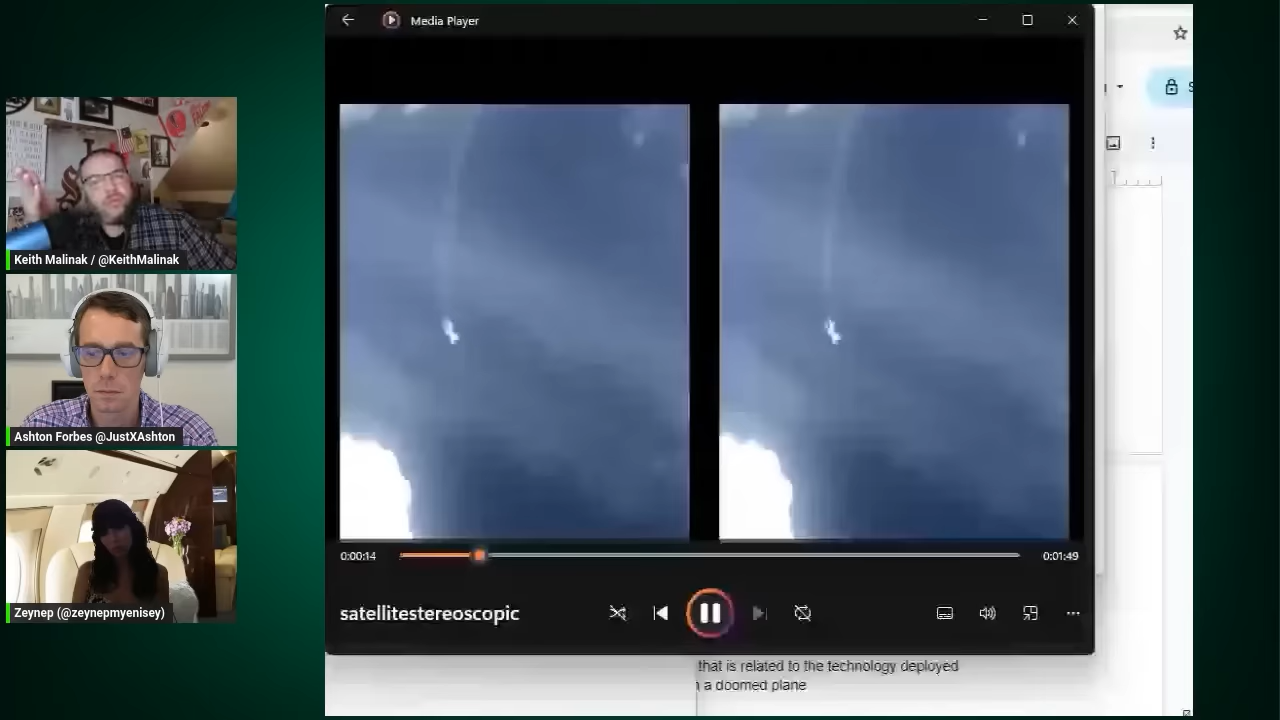 Media Player
Keith Malinak / @KeithMalinak
Ashton Forbes @JustXAshton
Zeynep (@zeynepmyenisey)
0:00:14
0:01:49
satellitestereoscopic
that is related to the technology deployed
a doomed plane